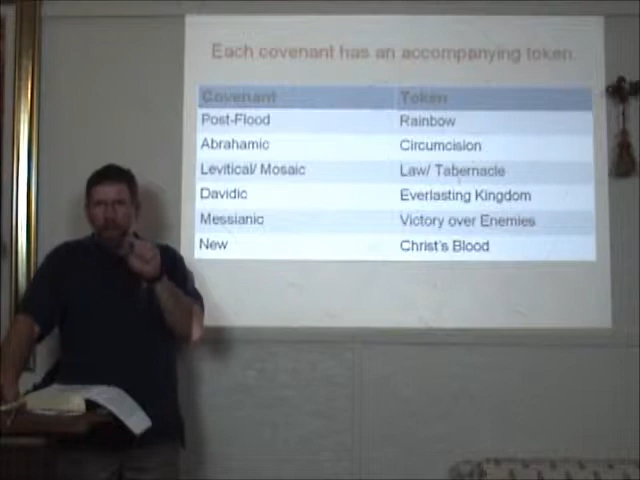 Each covenant has an accompanying token.
Covenant Token
Post-Flood Rainbow
Abrahamic Circumcision
Levitical/ Mosaic Law/ Tabernacle
Davidic Everlasting Kingdom
Messianic Victory over Enemies
New Christ's Blood